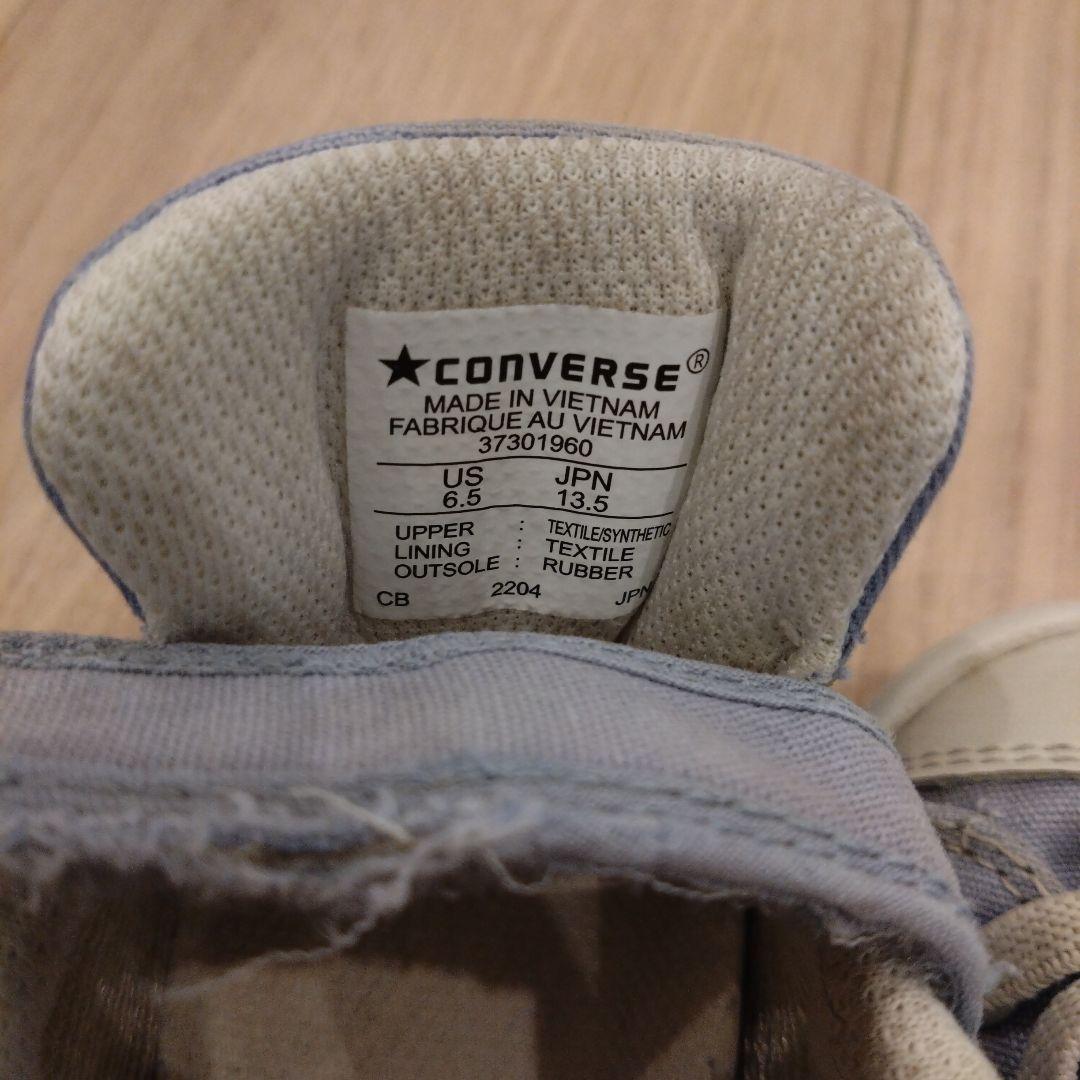 ★CONVERSE®
MADE IN VIETNAM
FABRIQUE AU VIETNAM
37301960
US JPN
6.5 13.5
UPPER : TEXTILE/SYNTHETIC
LINING : TEXTILE
OUTSOLE : RUBBER
CB 2204 JPN